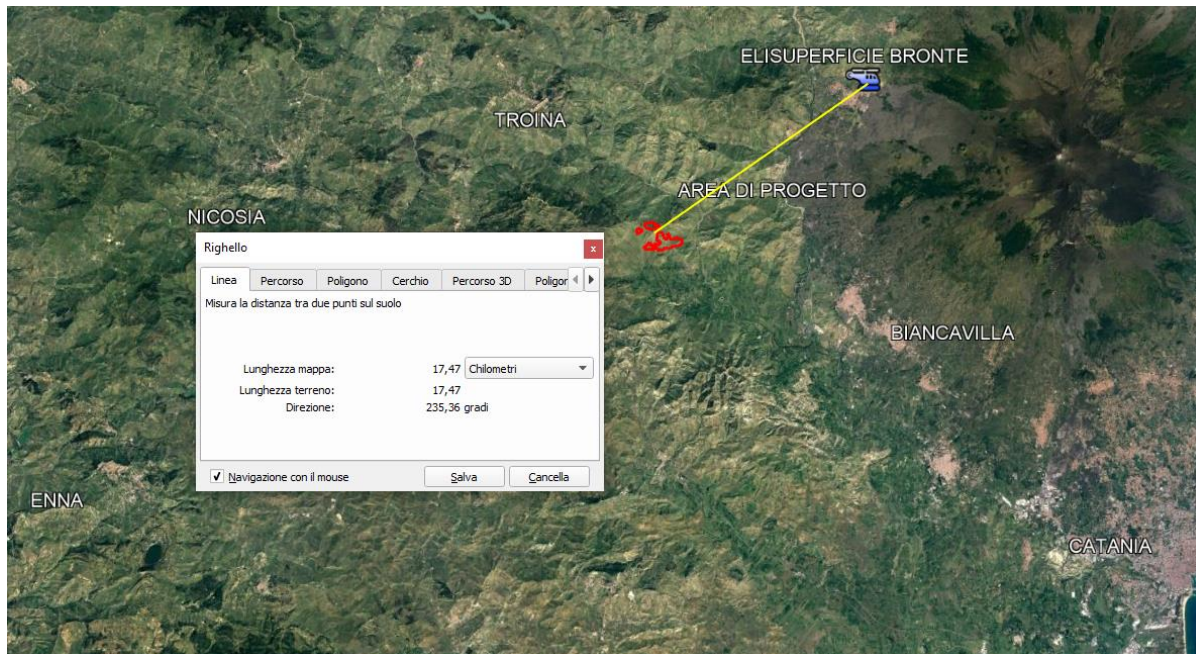 ELISUPERFICIE BRONTE
TROINA
AREA DI PROGETTO
NICOSIA
Righello
x
Linea Percorso Poligono Cerchio Percorso 3D Poligor
Misura la distanza tra due punti sul suolo
Lunghezza mappa: 17,47 Chilometri
Lunghezza terreno: 17,47
Direzione: 235,36 gradi
Navigazione con il mouse Salva Cancella
BIANCAVILLA
ENNA
CATANIA